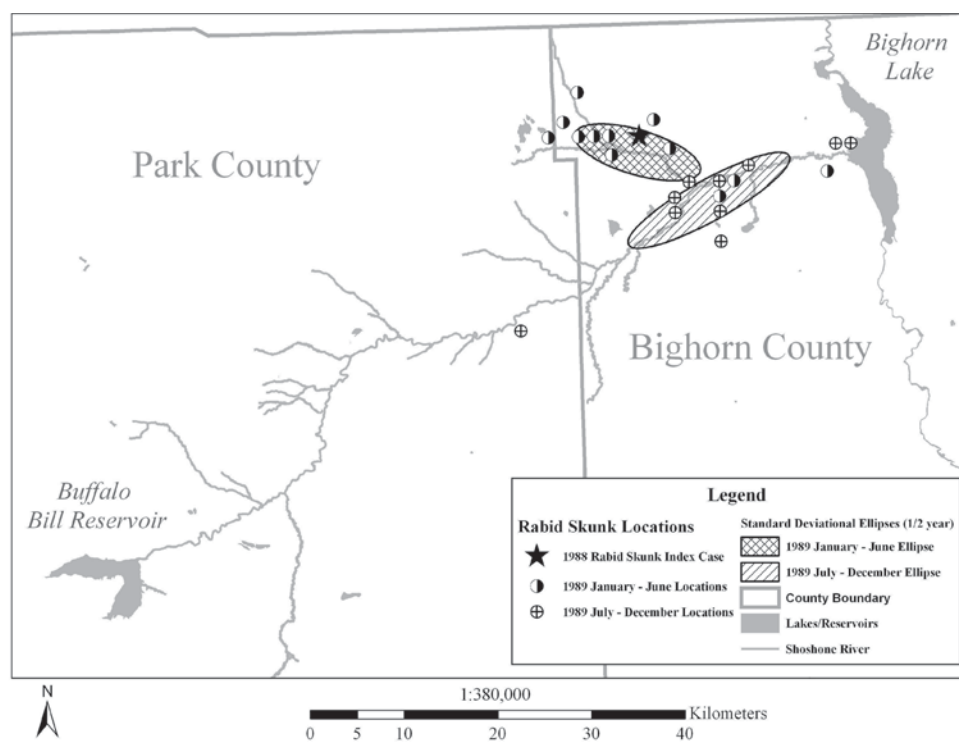 Bighorn
Lake
Park County
Bighorn County
Buffalo
Bill Reservoir
Legend
Rabid Skunk Locations
1988 Rabid Skunk Index Case
1989 January - June Locations
1989 July - December Locations
Standard Deviational Ellipses (1/2 year)
1989 January - June Ellipse
1989 July - December Ellipse
County Boundary
Lakes/Reservoirs
Shoshone River
N
1:380,000
Kilometers
0 5 10 20 30 40